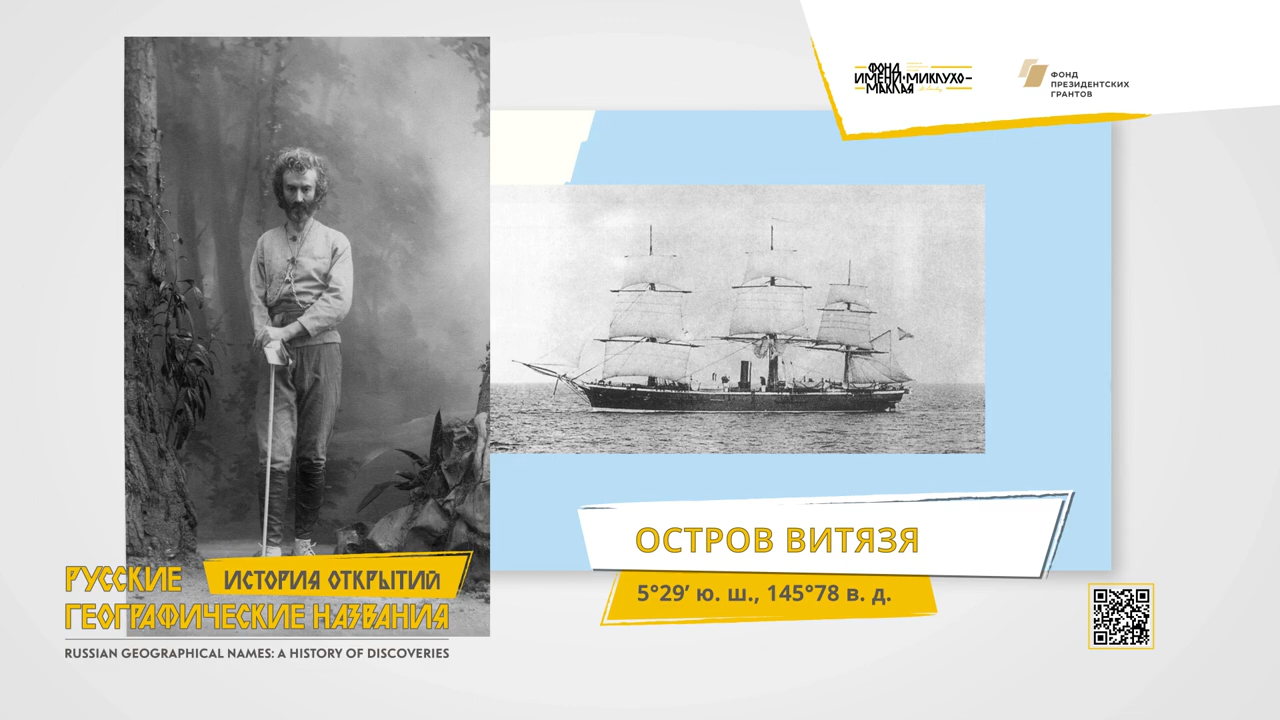 ФОНД
ИМЕНИ·МИКЛУХО-
МАКЛАЯ
ФОНД
ПРЕЗИДЕНТСКИХ
ГРАНТОВ
ОСТРОВ ВИТЯЗЯ
5°29’ ю. ш., 145°78 в. д.
РУССКИЕ
ИСТОРИЯ ОТКРЫТИЙ
ГЕОГРАФИЧЕСКИЕ НАЗВАНИЯ
RUSSIAN GEOGRAPHICAL NAMES: A HISTORY OF DISCOVERIES